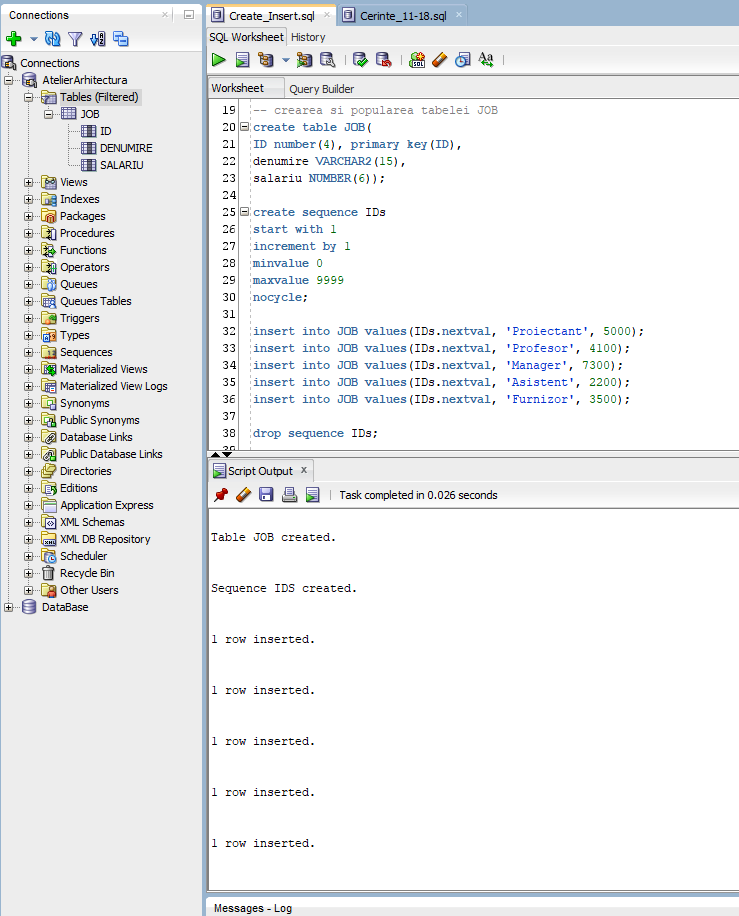 Connections
Connections
AtelierArhitectura
Tables (Filtered)
JOB
ID
DENUMIRE
SALARIU
Views
Indexes
Packages
Procedures
Functions
Operators
Queues
Queues Tables
Triggers
Types
Sequences
Materialized Views
Materialized View Logs
Synonyms
Public Synonyms
Database Links
Public Database Links
Directories
Editions
Application Express
XML Schemas
XML DB Repository
Scheduler
Recycle Bin
Other Users
DataBase
Create_Insert.sql
Cerinte_11-18.sql
SQL Worksheet History
Worksheet Query Builder
19 -- crearea si popularea tabelei JOB
20 create table JOB(
21 ID number(4), primary key(ID),
22 denumire VARCHAR2(15),
23 salariu NUMBER(6));
24
25 create sequence IDs
26 start with 1
27 increment by 1
28 minvalue 0
29 maxvalue 9999
30 nocycle;
31
32 insert into JOB values(IDs.nextval, 'Proiectant', 5000);
33 insert into JOB values(IDs.nextval, 'Profesor', 4100);
34 insert into JOB values(IDs.nextval, 'Manager', 7300);
35 insert into JOB values(IDs.nextval, 'Asistent', 2200);
36 insert into JOB values(IDs.nextval, 'Furnizor', 3500);
37
38 drop sequence IDs;
39
Script Output x
Task completed in 0.026 seconds
Table JOB created.
Sequence IDS created.
1 row inserted.
1 row inserted.
1 row inserted.
1 row inserted.
1 row inserted.
Messages - Log